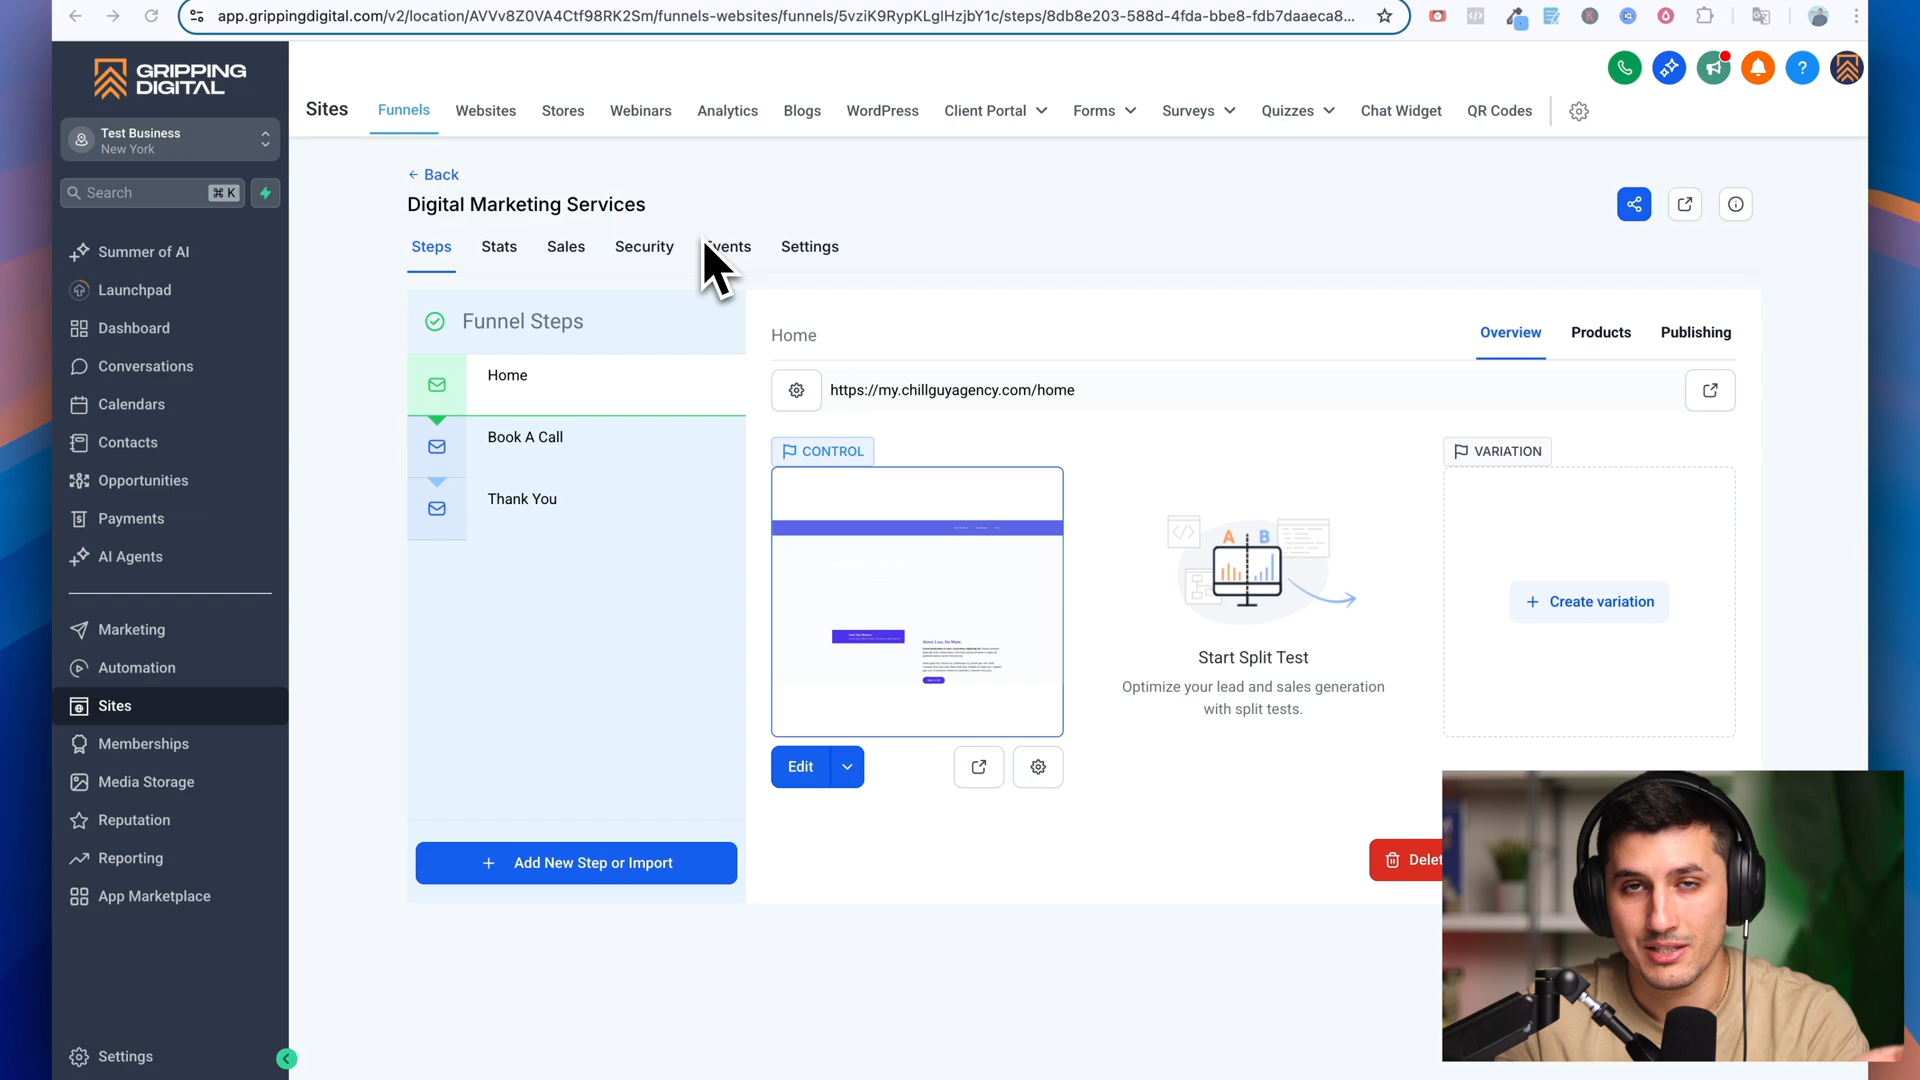 app.grippingdigital.com/v2/location/AVVv8Z0VA4Ctf98RK2Sm/funnels-websites/funnels/5vziK9RypKLgIHzjbY1c/steps/8db8e203-588d-4fda-bbe8-fdb7daaeca8...
GRIPPING
DIGITAL
Test Business
New York
Search
⌘ K
Summer of AI
Launchpad
Dashboard
Conversations
Calendars
Contacts
Opportunities
Payments
AI Agents
Marketing
Automation
Sites
Memberships
Media Storage
Reputation
Reporting
App Marketplace
Settings
Sites Funnels Websites Stores Webinars Analytics Blogs WordPress Client Portal Forms Surveys Quizzes Chat Widget QR Codes
← Back
Digital Marketing Services
Steps Stats Sales Security Events Settings
Funnel Steps
Home
Book A Call
Thank You
+ Add New Step or Import
Home
Overview Products Publishing
https://my.chillguyagency.com/home
CONTROL
A B
Start Split Test
Optimize your lead and sales generation
with split tests.
VARIATION
+ Create variation
Edit
Delet